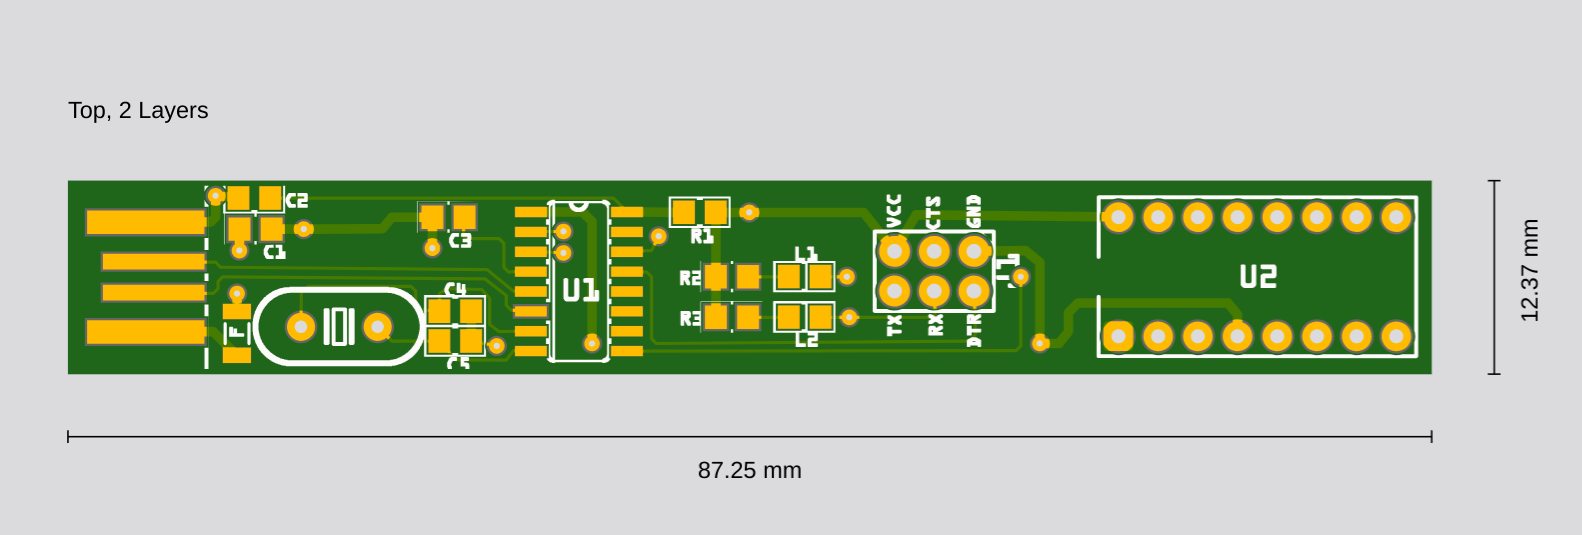 Top, 2 Layers
C2
C1
F
C3
C4
C5
U1
R1
R2
R3
L1
L2
VCC CTS GND
TX RX DTR
J1
U2
12.37 mm
87.25 mm